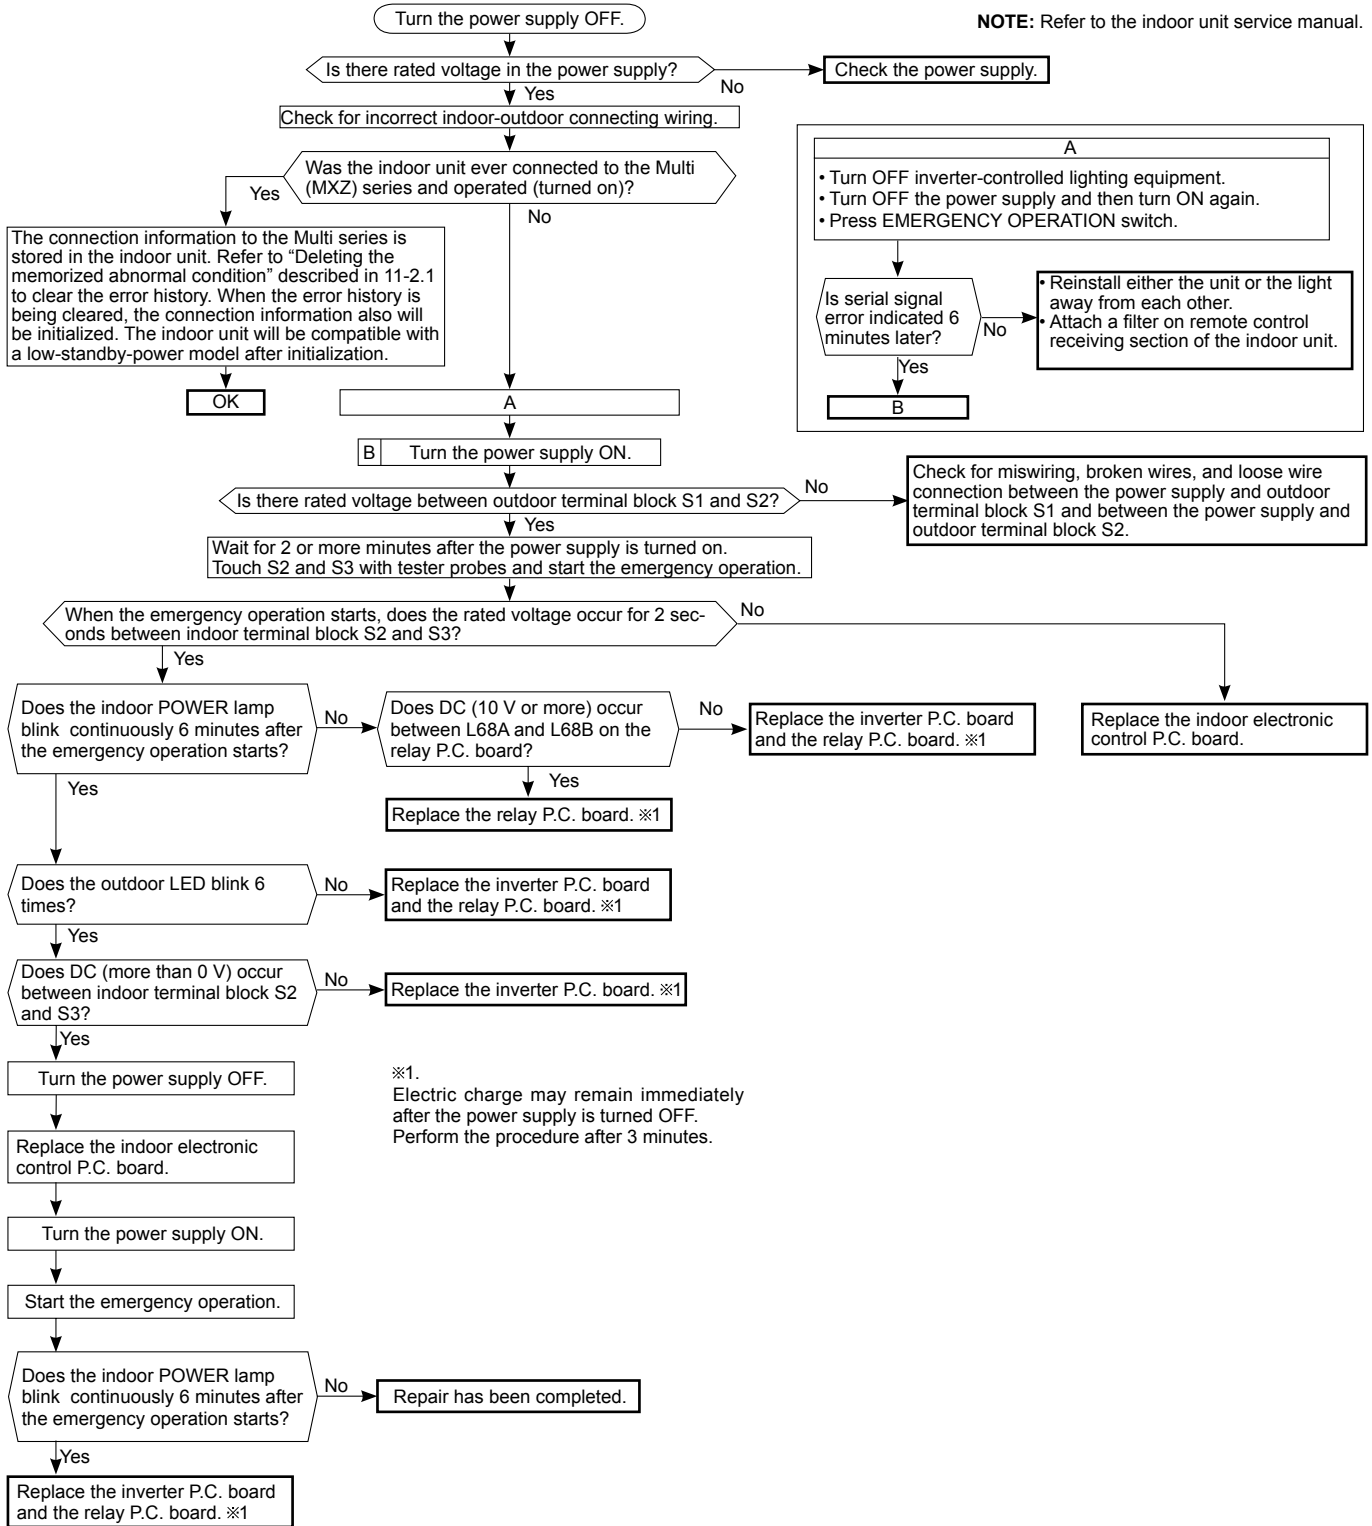 Turn the power supply OFF.
NOTE: Refer to the indoor unit service manual.
Is there rated voltage in the power supply?
No
Check the power supply.
Yes
Check for incorrect indoor-outdoor connecting wiring.
Was the indoor unit ever connected to the Multi
(MXZ) series and operated (turned on)?
Yes
No
The connection information to the Multi series is
stored in the indoor unit. Refer to “Deleting the
memorized abnormal condition” described in 11-2.1
to clear the error history. When the error history is
being cleared, the connection information also will
be initialized. The indoor unit will be compatible with
a low-standby-power model after initialization.
OK
A
• Turn OFF inverter-controlled lighting equipment.
• Turn OFF the power supply and then turn ON again.
• Press EMERGENCY OPERATION switch.
Is serial signal
error indicated 6
minutes later?
No
• Reinstall either the unit or the light
away from each other.
• Attach a filter on remote control
receiving section of the indoor unit.
Yes
B
A
B Turn the power supply ON.
Is there rated voltage between outdoor terminal block S1 and S2?
No
Check for miswiring, broken wires, and loose wire
connection between the power supply and outdoor
terminal block S1 and between the power supply and
outdoor terminal block S2.
Yes
Wait for 2 or more minutes after the power supply is turned on.
Touch S2 and S3 with tester probes and start the emergency operation.
When the emergency operation starts, does the rated voltage occur for 2 sec-
onds between indoor terminal block S2 and S3?
No
Yes
Does the indoor POWER lamp
blink continuously 6 minutes after
the emergency operation starts?
No
Does DC (10 V or more) occur
between L68A and L68B on the
relay P.C. board?
No
Replace the inverter P.C. board
and the relay P.C. board. ※1
Replace the indoor electronic
control P.C. board.
Yes
Yes
Replace the relay P.C. board. ※1
Does the outdoor LED blink 6
times?
No
Replace the inverter P.C. board
and the relay P.C. board. ※1
Yes
Does DC (more than 0 V) occur
between indoor terminal block S2
and S3?
No
Replace the inverter P.C. board. ※1
Yes
Turn the power supply OFF.
※1.
Electric charge may remain immediately
after the power supply is turned OFF.
Perform the procedure after 3 minutes.
Replace the indoor electronic
control P.C. board.
Turn the power supply ON.
Start the emergency operation.
Does the indoor POWER lamp
blink continuously 6 minutes after
the emergency operation starts?
No
Repair has been completed.
Yes
Replace the inverter P.C. board
and the relay P.C. board. ※1